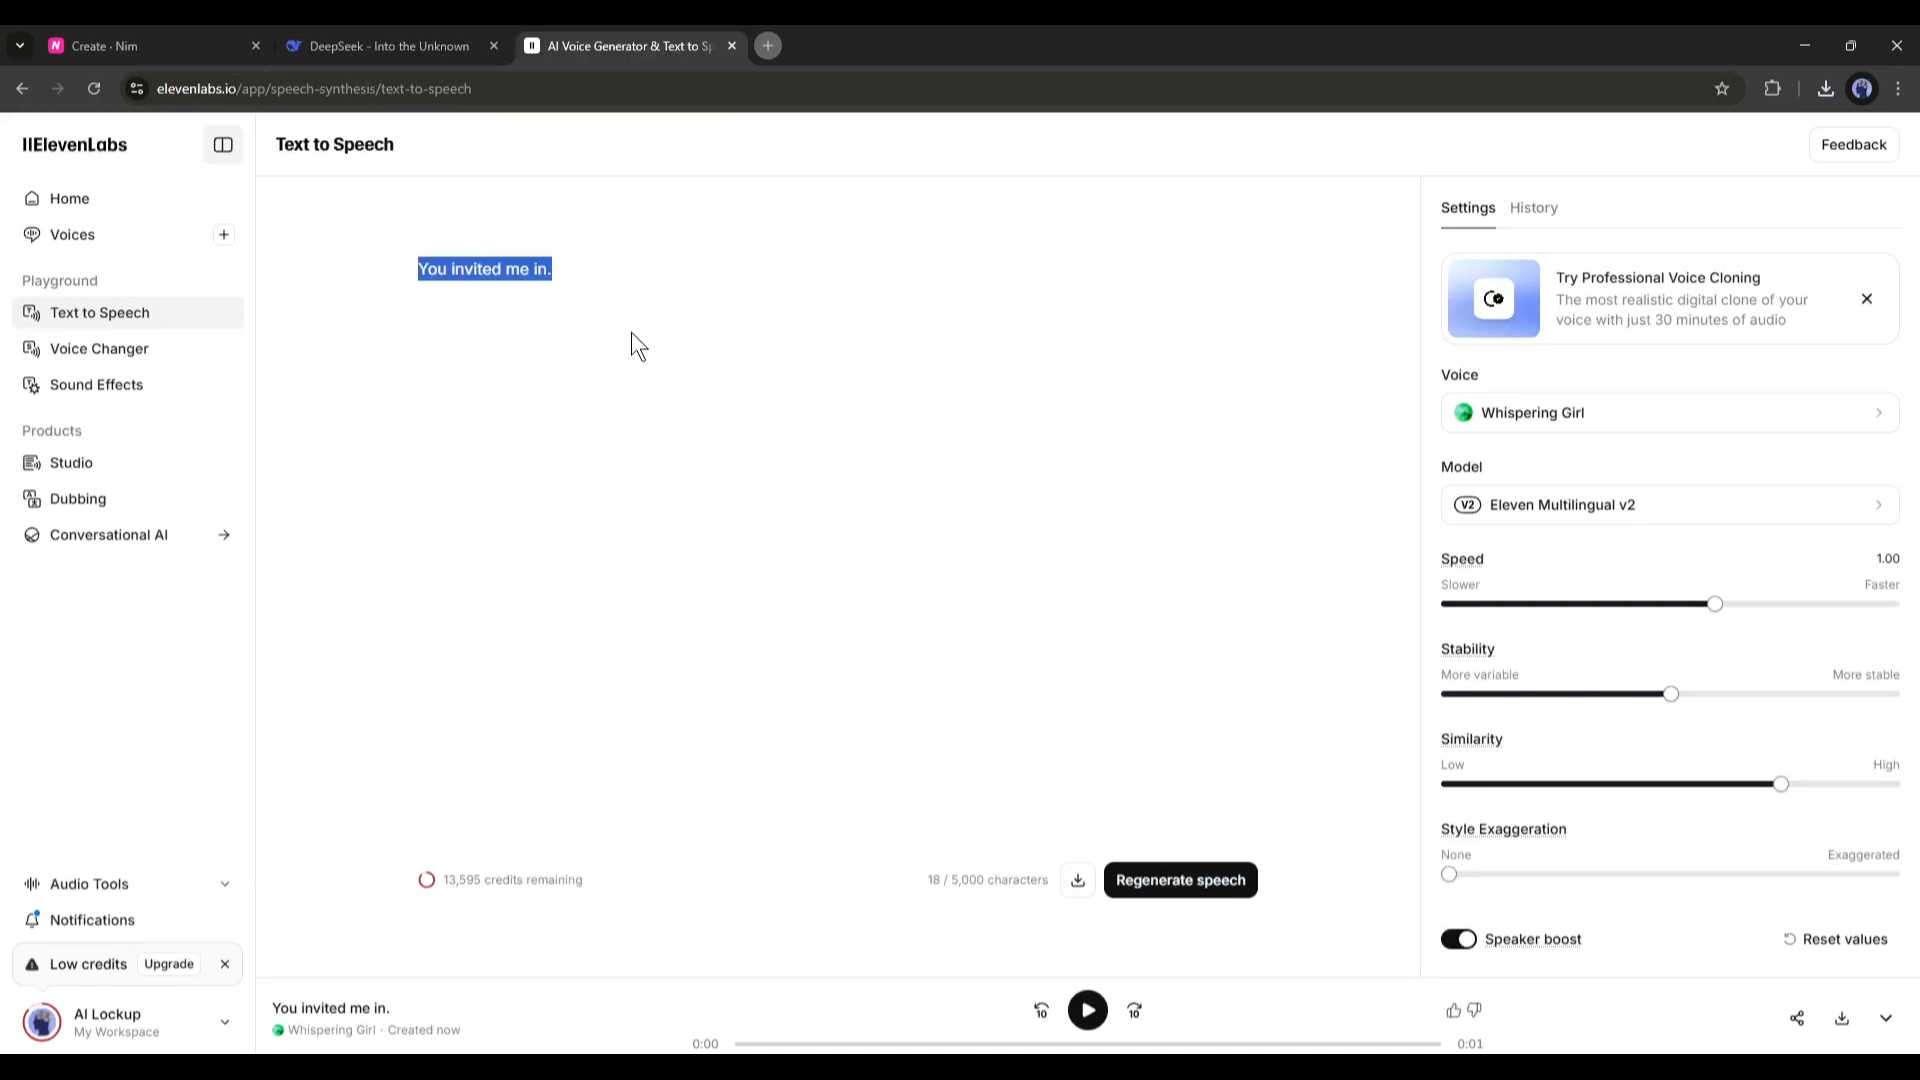 Create - Nim
DeepSeek - Into the Unknown
AI Voice Generator & Text to Sp
elevenlabs.io/app/speech-synthesis/text-to-speech
IIElevenLabs
Text to Speech
Feedback
Home
Voices
Playground
Text to Speech
Voice Changer
Sound Effects
Products
Studio
Dubbing
Conversational AI
Audio Tools
Notifications
Low credits
Upgrade
AI Lockup
My Workspace
You invited me in.
13,595 credits remaining
18 / 5,000 characters
Regenerate speech
Settings
History
Try Professional Voice Cloning
The most realistic digital clone of your
voice with just 30 minutes of audio
Voice
Whispering Girl
Model
V2 Eleven Multilingual v2
Speed
1.00
Slower
Faster
Stability
More variable
More stable
Similarity
Low
High
Style Exaggeration
None
Exaggerated
Speaker boost
Reset values
You invited me in.
Whispering Girl · Created now
10
10
0:00
0:01